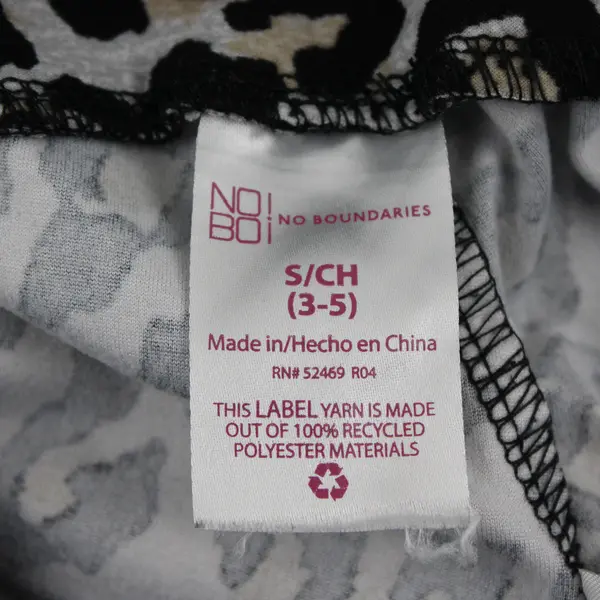 NO!
BO¡ NO BOUNDARIES
S/CH
(3-5)
Made in/Hecho en China
RN# 52469 R04
THIS LABEL YARN IS MADE
OUT OF 100% RECYCLED
POLYESTER MATERIALS